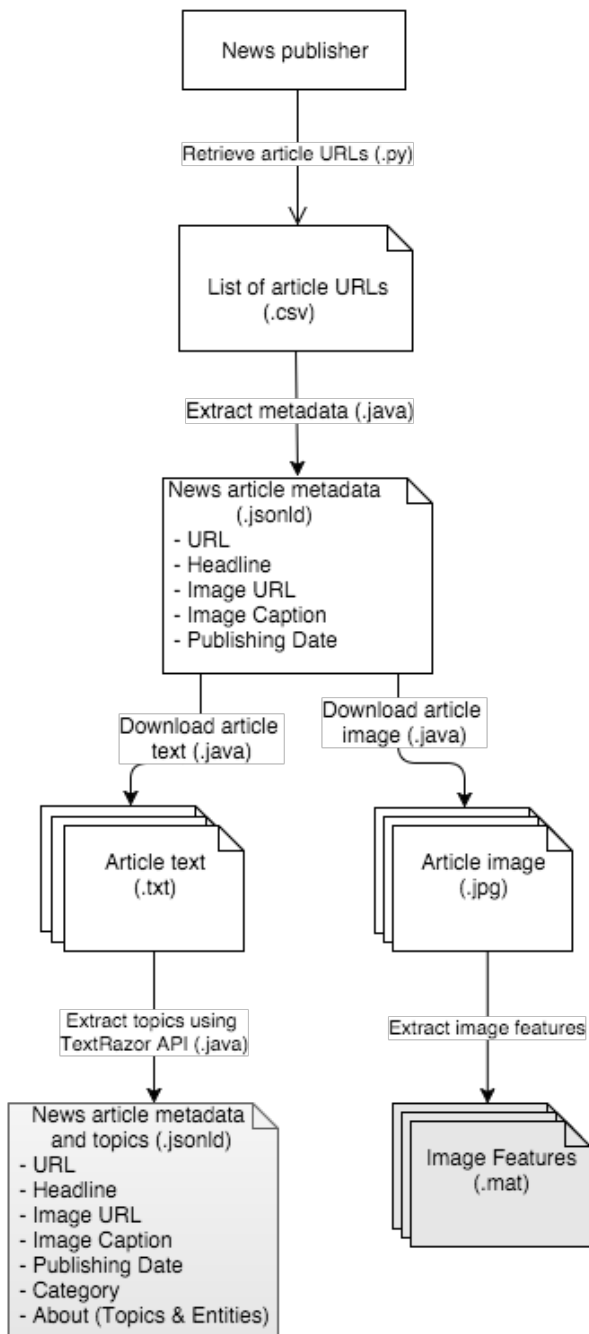 News publisher
Retrieve article URLs (.py)
List of article URLs
(.csv)
Extract metadata (.java)
News article metadata
(.jsonld)
- URL
- Headline
- Image URL
- Image Caption
- Publishing Date
Download article
text (.java)
Download article
image (.java)
Article text
(.txt)
Article image
(.jpg)
Extract topics using
TextRazor API (.java)
Extract image features
News article metadata
and topics (.jsonld)
- URL
- Headline
- Image URL
- Image Caption
- Publishing Date
- Category
- About (Topics & Entities)
Image Features
(.mat)